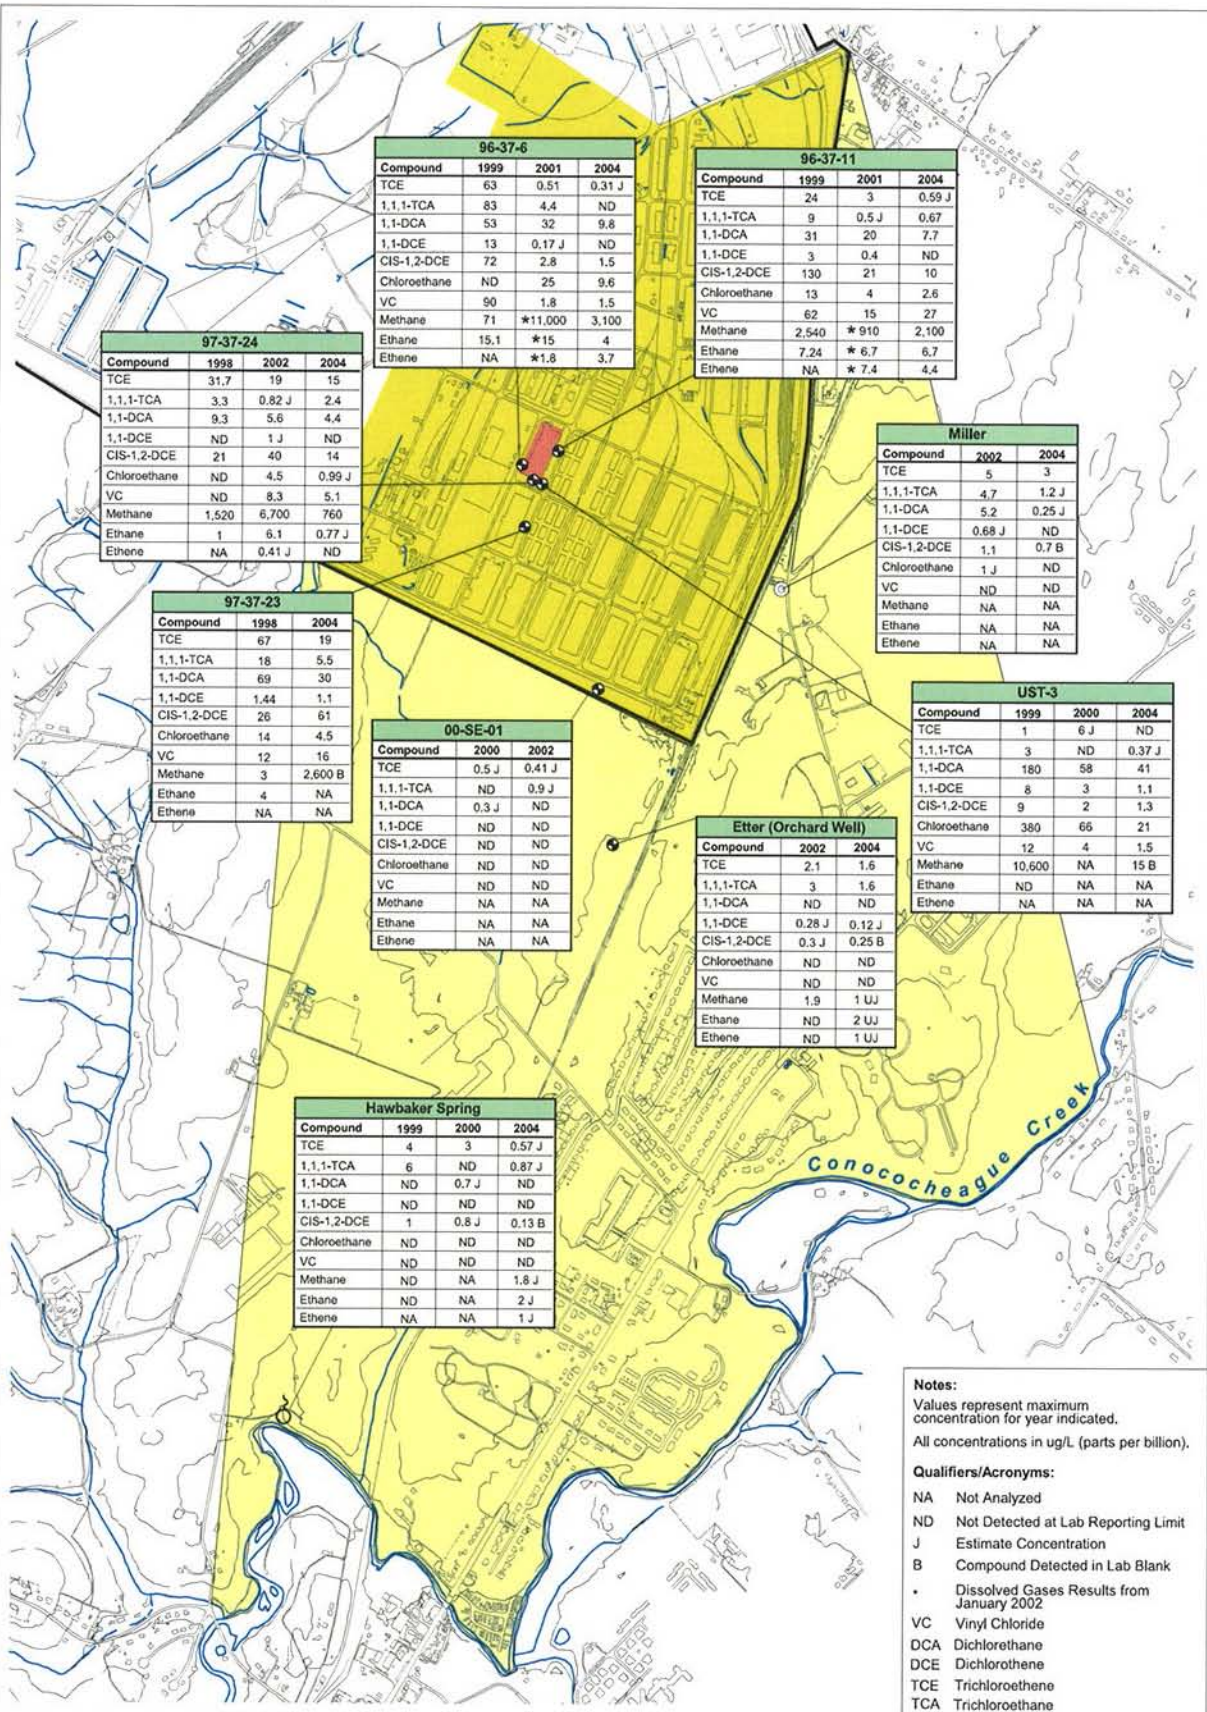 96-37-6
Compound 1999 2001 2004
TCE 63 0.51 0.31 J
1,1,1-TCA 83 4.4 ND
1,1-DCA 53 32 9.8
1,1-DCE 13 0.17 J ND
CIS-1,2-DCE 72 2.8 1.5
Chloroethane ND 25 9.6
VC 90 1.8 1.5
Methane 71 *11,000 3,100
Ethane 15.1 *15 4
Ethene NA *1.8 3.7
96-37-11
Compound 1999 2001 2004
TCE 24 3 0.59 J
1,1,1-TCA 9 0.5 J 0.67
1,1-DCA 31 20 7.7
1,1-DCE 3 0.4 ND
CIS-1,2-DCE 130 21 10
Chloroethane 13 4 2.6
VC 62 15 27
Methane 2,540 * 910 2,100
Ethane 7.24 * 6.7 6.7
Ethene NA * 7.4 4.4
97-37-24
Compound 1998 2002 2004
TCE 31.7 19 15
1,1,1-TCA 3.3 0.82 J 2.4
1,1-DCA 9.3 5.6 4.4
1,1-DCE ND 1 J ND
CIS-1,2-DCE 21 40 14
Chloroethane ND 4.5 0.99 J
VC ND 8.3 5.1
Methane 1,520 6,700 760
Ethane 1 6.1 0.77 J
Ethene NA 0.41 J ND
Miller
Compound 2002 2004
TCE 5 3
1,1,1-TCA 4.7 1.2 J
1,1-DCA 5.2 0.25 J
1,1-DCE 0.68 J ND
CIS-1,2-DCE 1.1 0.7 B
Chloroethane 1 J ND
VC ND ND
Methane NA NA
Ethane NA NA
Ethene NA NA
97-37-23
Compound 1998 2004
TCE 67 19
1,1,1-TCA 18 5.5
1,1-DCA 69 30
1,1-DCE 1.44 1.1
CIS-1,2-DCE 26 61
Chloroethane 14 4.5
VC 12 16
Methane 3 2,600 B
Ethane 4 NA
Ethene NA NA
UST-3
Compound 1999 2000 2004
TCE 1 6 J ND
1,1,1-TCA 3 ND 0.37 J
1,1-DCA 180 58 41
1,1-DCE 8 3 1.1
CIS-1,2-DCE 9 2 1.3
Chloroethane 380 66 21
VC 12 4 1.5
Methane 10,600 NA 15 B
Ethane ND NA NA
Ethene NA NA NA
00-SE-01
Compound 2000 2002
TCE 0.5 J 0.41 J
1,1,1-TCA ND 0.9 J
1,1-DCA 0.3 J ND
1,1-DCE ND ND
CIS-1,2-DCE ND ND
Chloroethane ND ND
VC ND ND
Methane NA NA
Ethane NA NA
Ethene NA NA
Etter (Orchard Well)
Compound 2002 2004
TCE 2.1 1.6
1,1,1-TCA 3 1.6
1,1-DCA ND ND
1,1-DCE 0.28 J 0.12 J
CIS-1,2-DCE 0.3 J 0.25 B
Chloroethane ND ND
VC ND ND
Methane 1.9 1 UJ
Ethane ND 2 UJ
Ethene ND 1 UJ
Hawbaker Spring
Compound 1999 2000 2004
TCE 4 3 0.57 J
1,1,1-TCA 6 ND 0.87 J
1,1-DCA ND 0.7 J ND
1,1-DCE ND ND ND
CIS-1,2-DCE 1 0.8 J 0.13 B
Chloroethane ND ND ND
VC ND ND ND
Methane ND NA 1.8 J
Ethane ND NA 2 J
Ethene NA NA 1 J
Conococheague Creek
Notes:
Values represent maximum
concentration for year indicated.
All concentrations in ug/L (parts per billion).
Qualifiers/Acronyms:
NA Not Analyzed
ND Not Detected at Lab Reporting Limit
J Estimate Concentration
B Compound Detected in Lab Blank
* Dissolved Gases Results from
January 2002
VC Vinyl Chloride
DCA Dichlorethane
DCE Dichlorothene
TCE Trichloroethene
TCA Trichloroethane